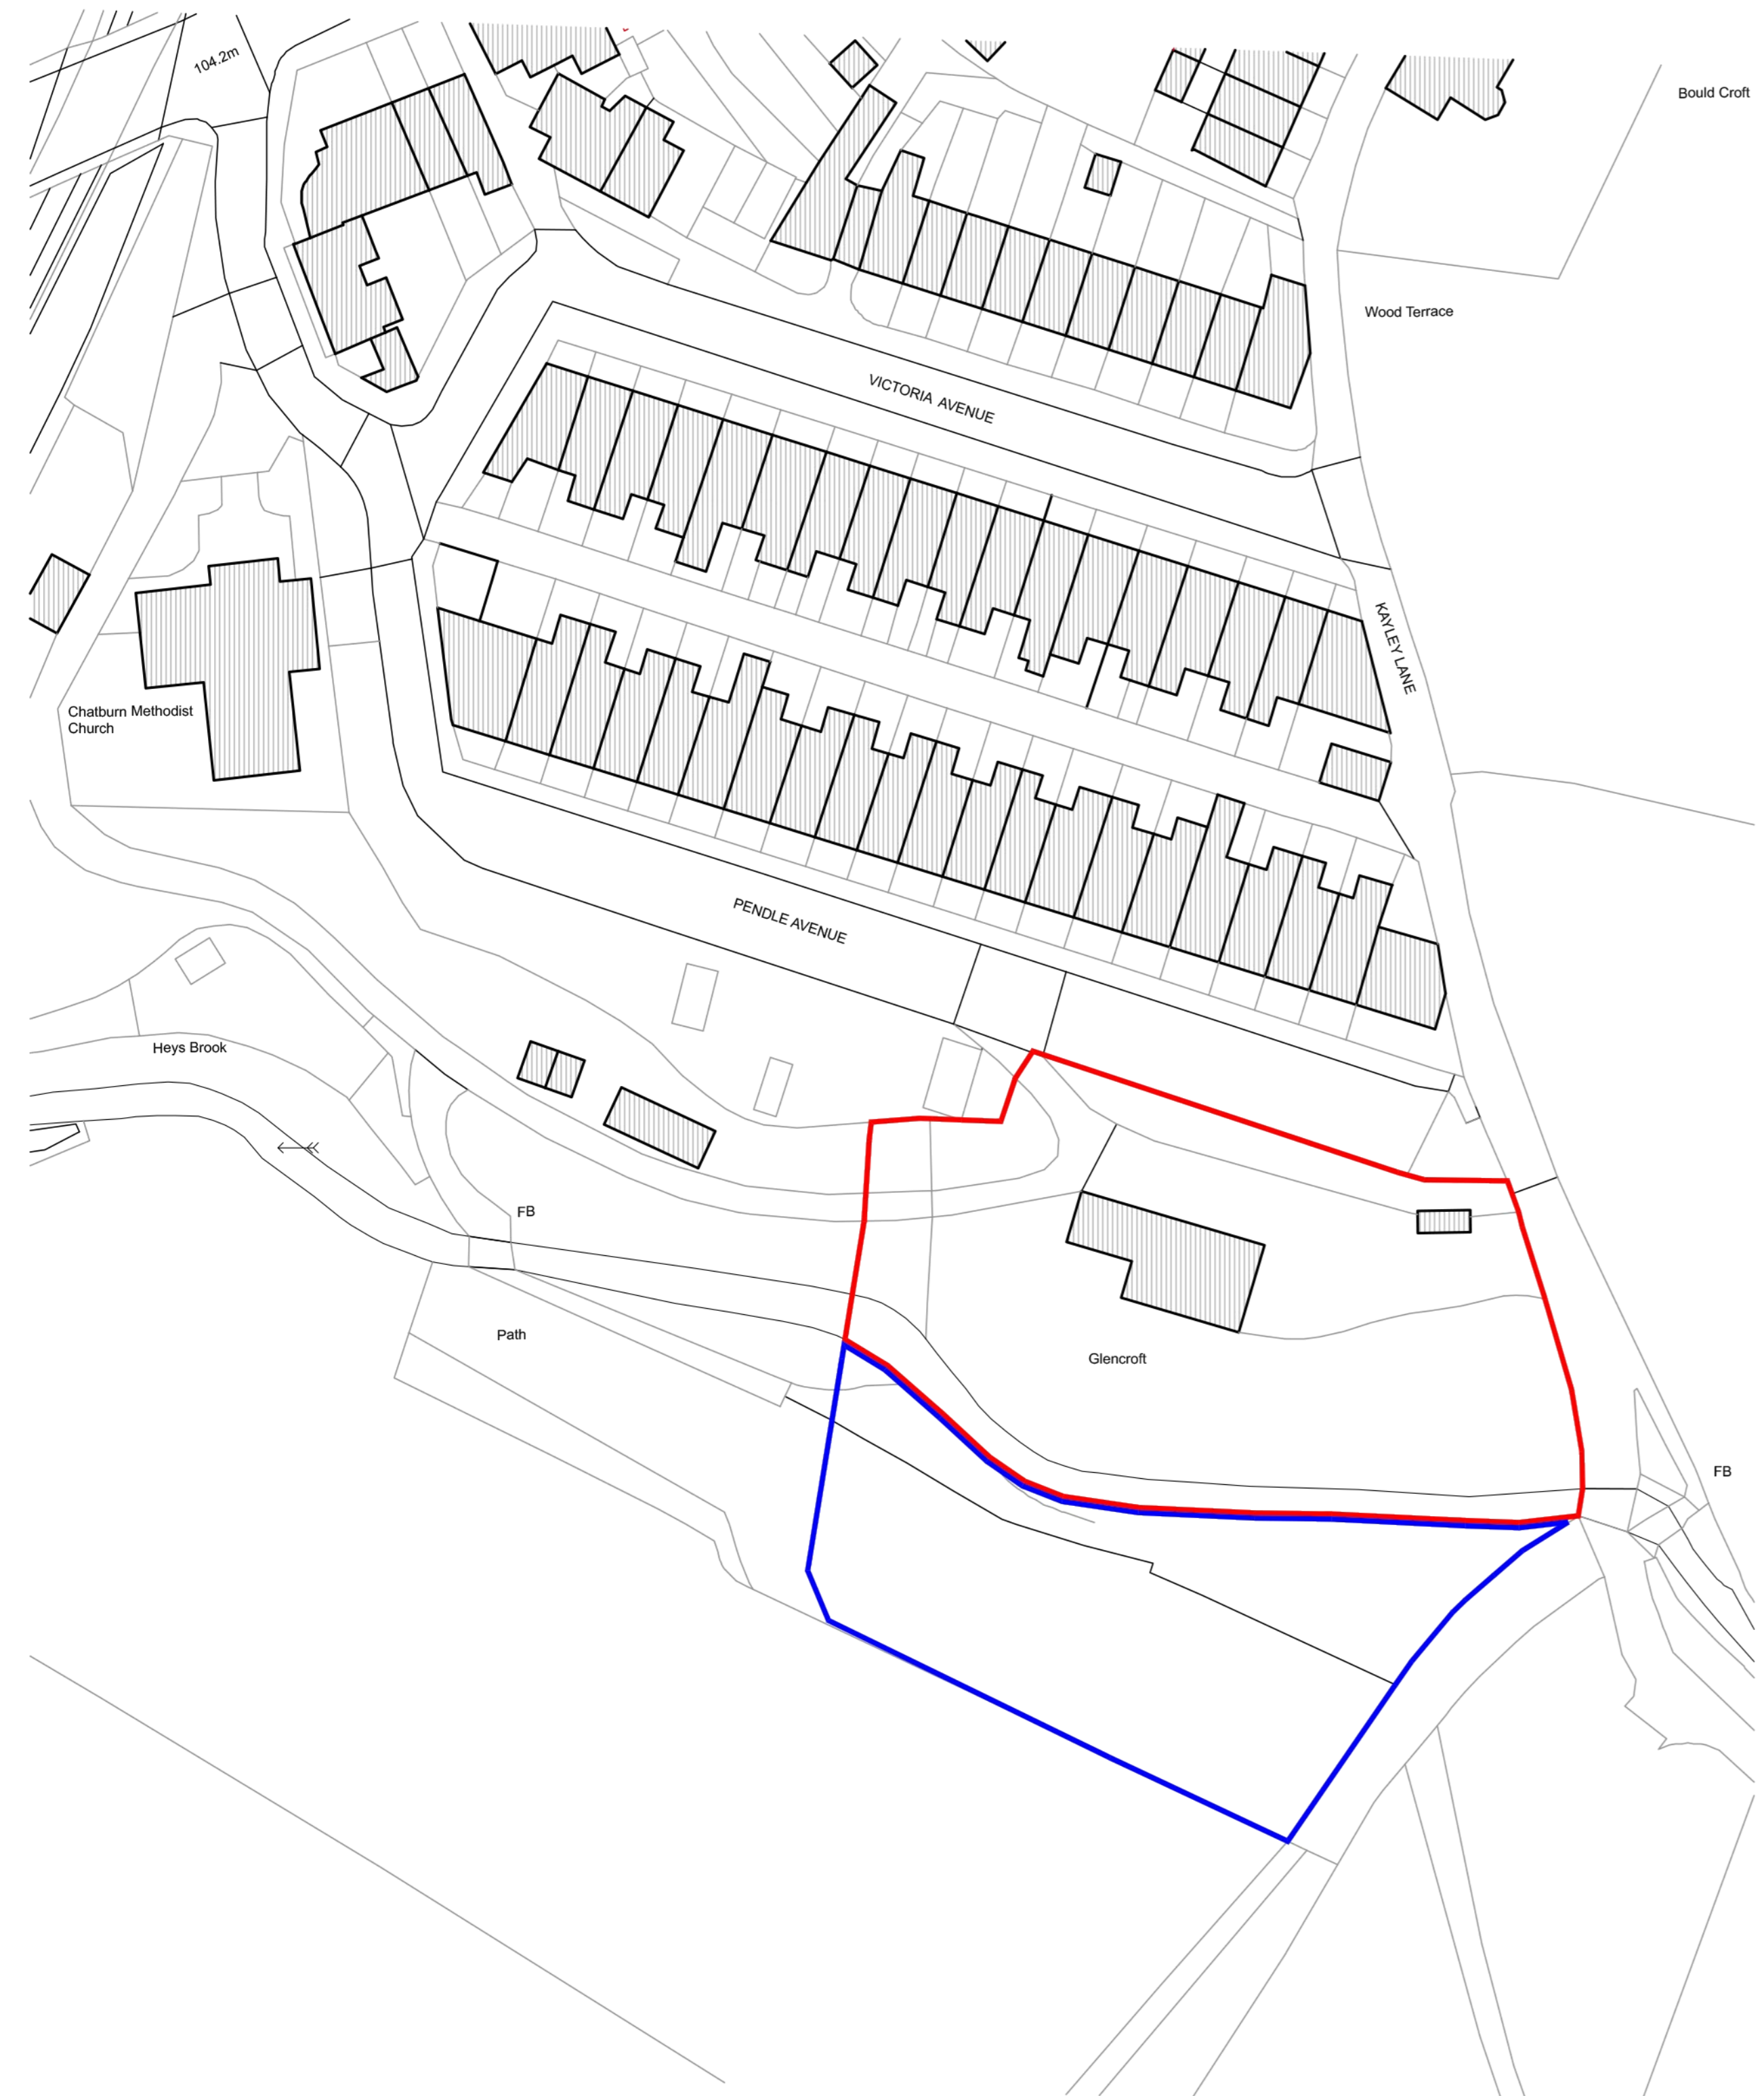 104.2m
Bould Croft
Wood Terrace
VICTORIA AVENUE
KAYLEY LANE
Chatburn Methodist
Church
PENDLE AVENUE
Heys Brook
FB
Path
Glencroft
FB